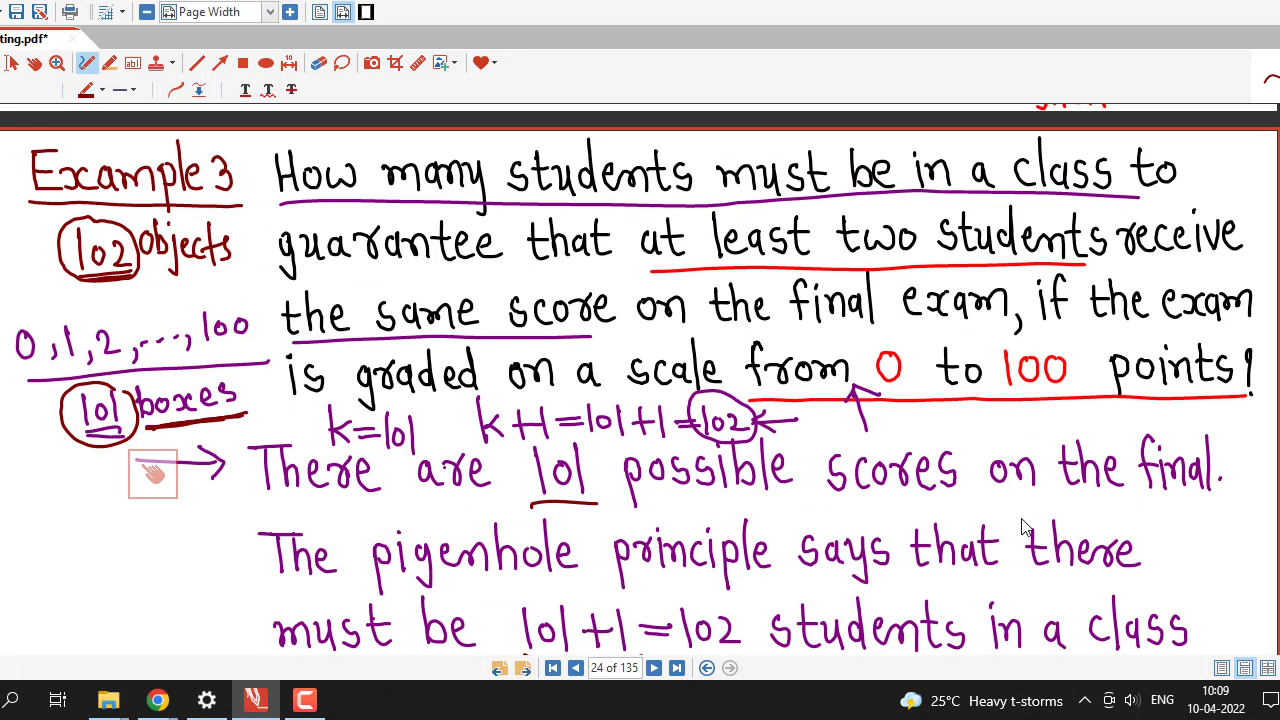 Page Width
ting.pdf*
Example 3
How many students must be in a class to
102 objects
guarantee that at least two students receive
0, 1, 2, ..., 100
the same score on the final exam, if the exam
is graded on a scale from 0 to 100 points!
101 boxes
k=101 k+1=101+1=102
There are 101 possible scores on the final.
The pigenhole principle says that there
must be 101+1=102 students in a class
24 of 135
25°C Heavy t-storms
ENG
10:09
10-04-2022